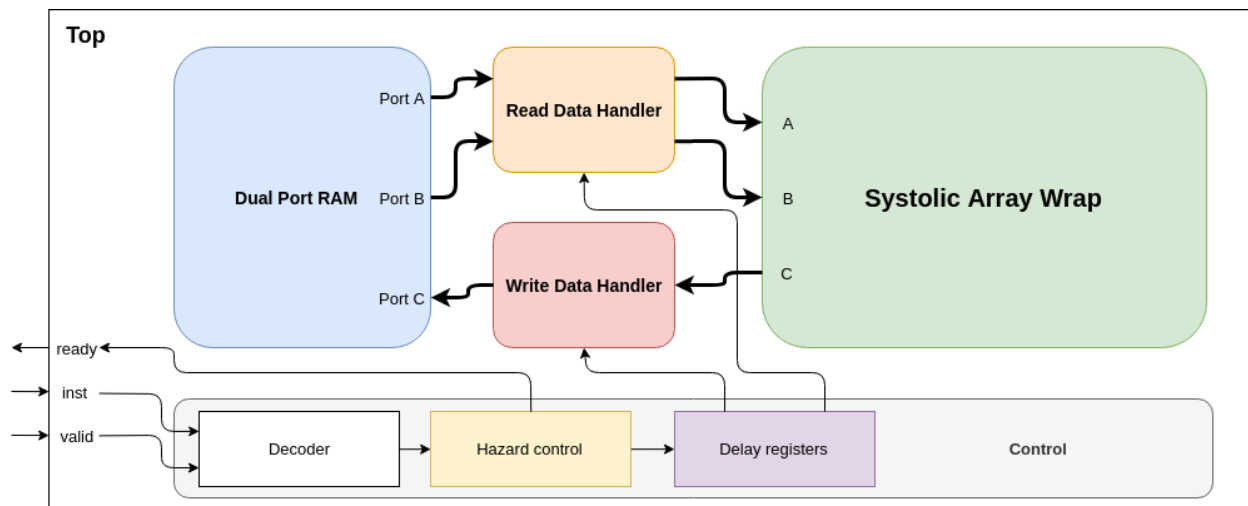 Top
Port A
Read Data Handler
A
Dual Port RAM
Port B
B
Systolic Array Wrap
Write Data Handler
C
Port C
ready
inst
valid
Decoder
Hazard control
Delay registers
Control